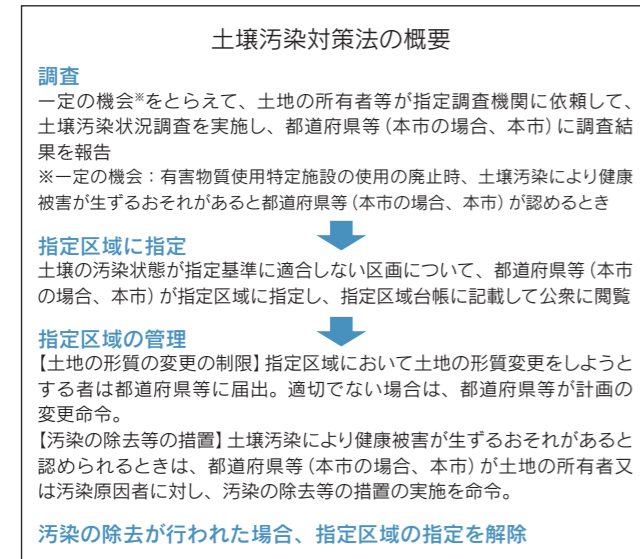 土壌汚染対策法の概要
調査
一定の機会※をとらえて、土地の所有者等が指定調査機関に依頼して、
土壌汚染状況調査を実施し、都道府県等(本市の場合、本市)に調査結
果を報告
※一定の機会：有害物質使用特定施設の使用の廃止時、土壌汚染により健康
被害が生ずるおそれがあると都道府県等(本市の場合、本市)が認めるとき
指定区域に指定
土壌の汚染状態が指定基準に適合しない区画について、都道府県等(本市
の場合、本市)が指定区域に指定し、指定区域台帳に記載して公衆に閲覧
指定区域の管理
【土地の形質の変更の制限】指定区域において土地の形質変更をしようと
する者は都道府県等に届出。適切でない場合は、都道府県等が計画の
変更命令。
【汚染の除去等の措置】土壌汚染により健康被害が生ずるおそれがあると
認められるときは、都道府県等(本市の場合、本市)が土地の所有者又
は汚染原因者に対し、汚染の除去等の措置の実施を命令。
汚染の除去が行われた場合、指定区域の指定を解除